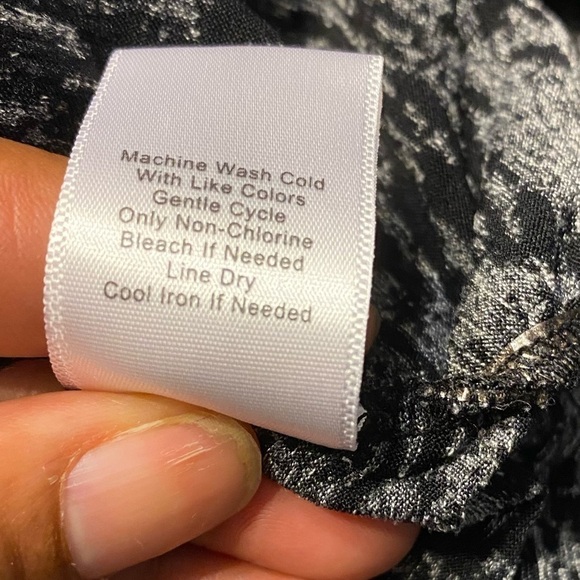 Machine Wash Cold
With Like Colors
Gentle Cycle
Only Non-Chlorine
Bleach If Needed
Line Dry
Cool Iron If Needed